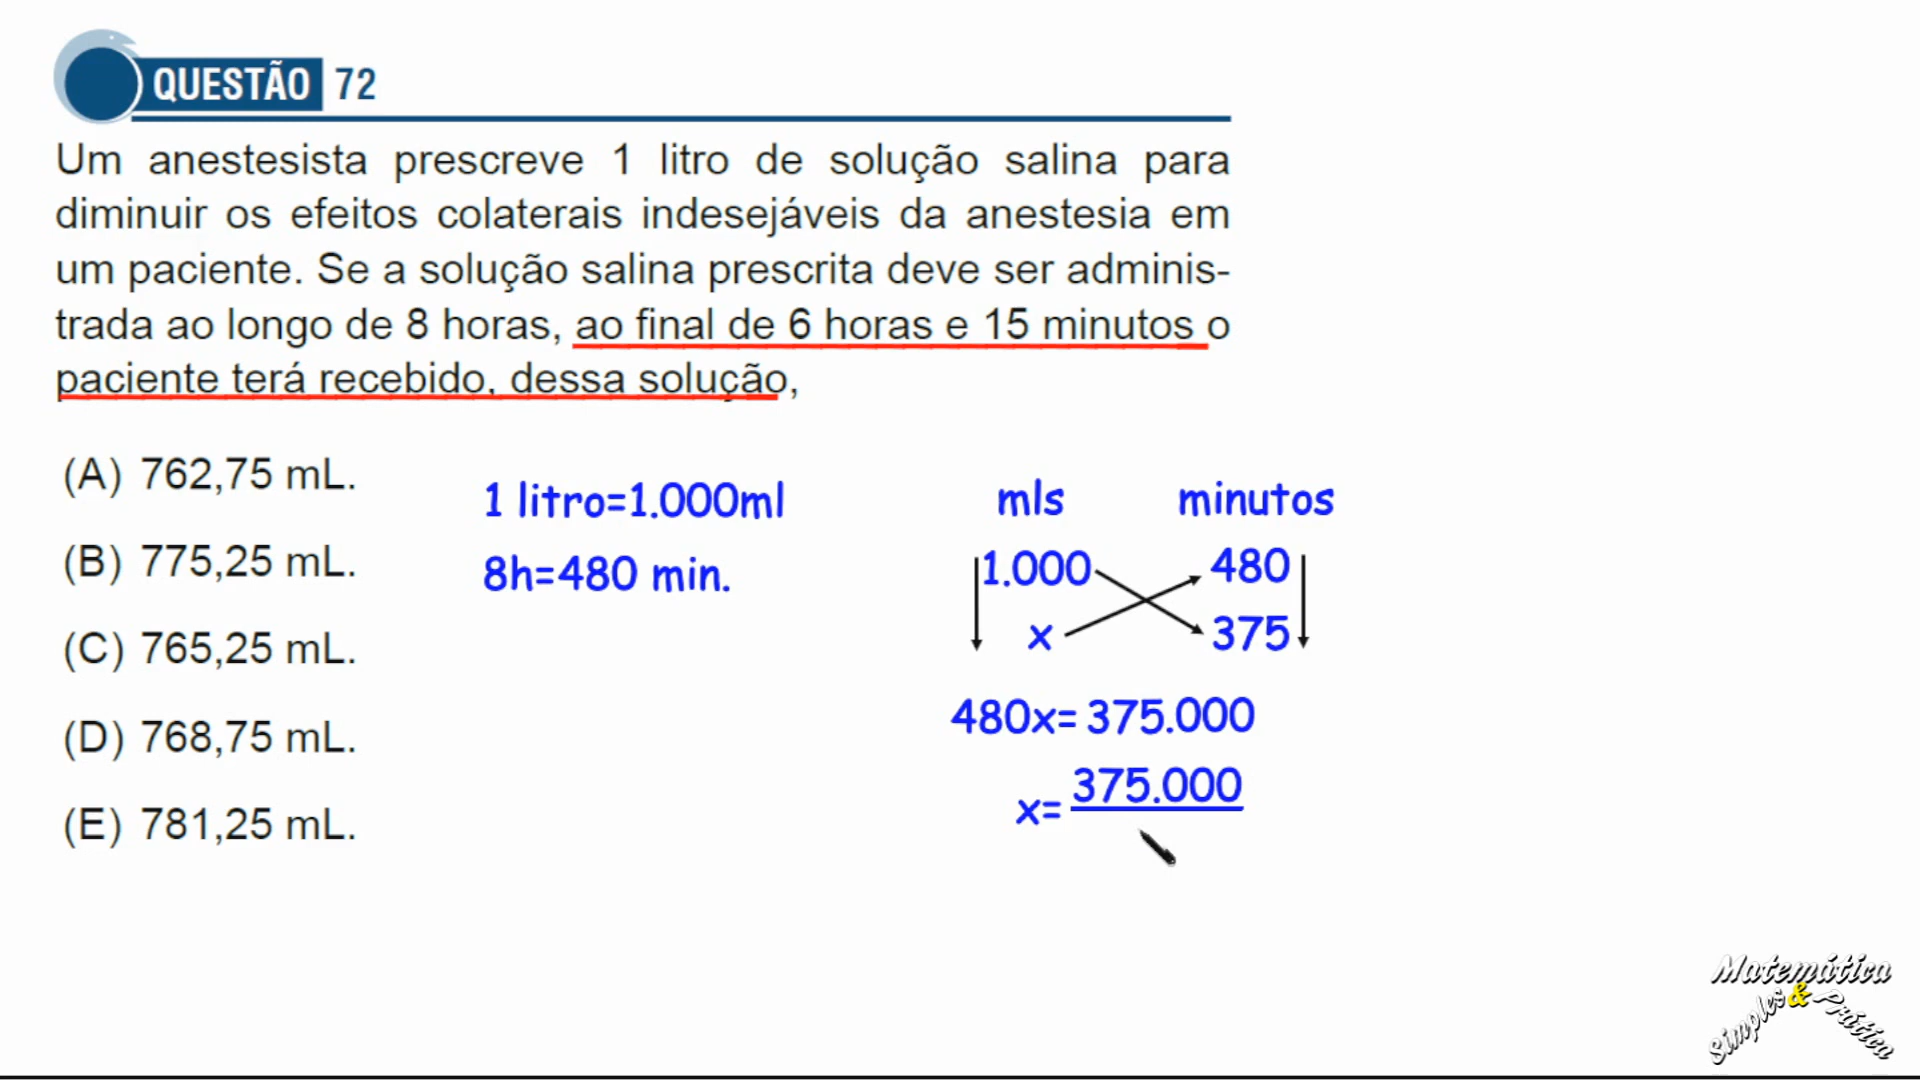 QUESTÃO 72
Um anestesista prescreve 1 litro de solução salina para
diminuir os efeitos colaterais indesejáveis da anestesia em
um paciente. Se a solução salina prescrita deve ser adminis-
trada ao longo de 8 horas, ao final de 6 horas e 15 minutos o
paciente terá recebido, dessa solução,
(A) 762,75 mL.
(B) 775,25 mL.
(C) 765,25 mL.
(D) 768,75 mL.
(E) 781,25 mL.
1 litro=1.000ml
8h=480 min.
mls minutos
1.000 480
x 375
480x= 375.000
x= 375.000
Matemática
Simples & Prática